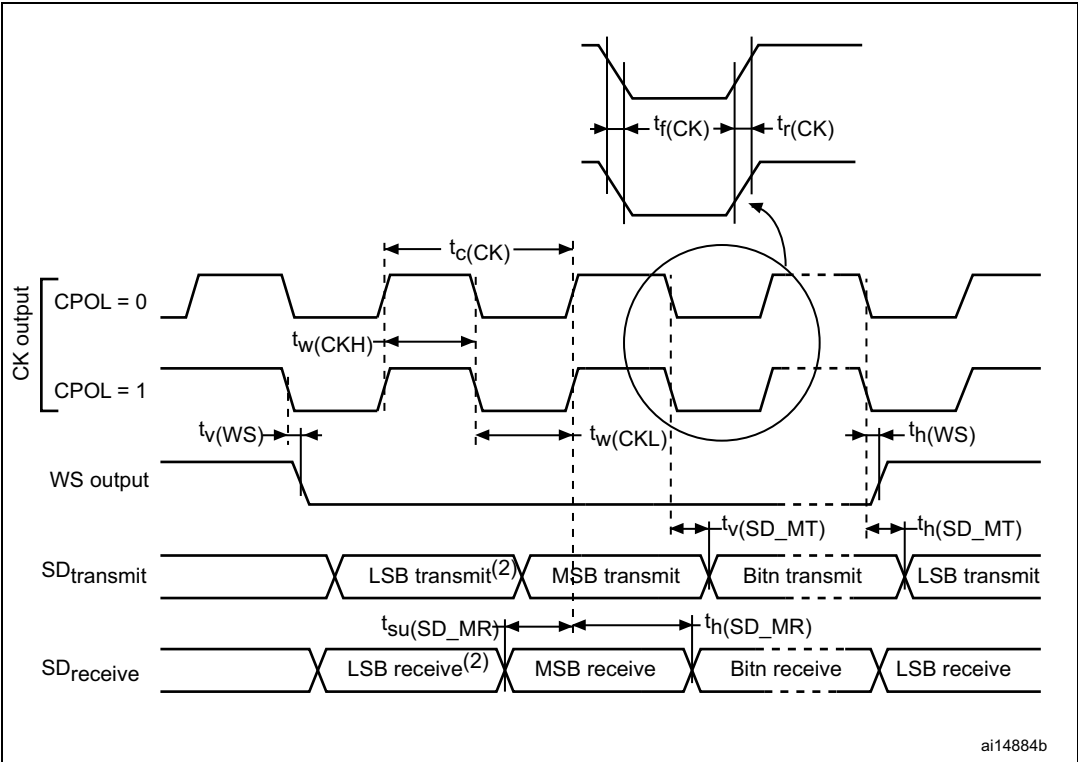 tf(CK)
tr(CK)
tc(CK)
CK output
CPOL = 0
tw(CKH)
CPOL = 1
tv(WS)
tw(CKL)
th(WS)
WS output
tv(SD_MT)
th(SD_MT)
SDtransmit
LSB transmit(2)
MSB transmit
Bitn transmit
LSB transmit
tsu(SD_MR)
th(SD_MR)
SDreceive
LSB receive(2)
MSB receive
Bitn receive
LSB receive
ai14884b